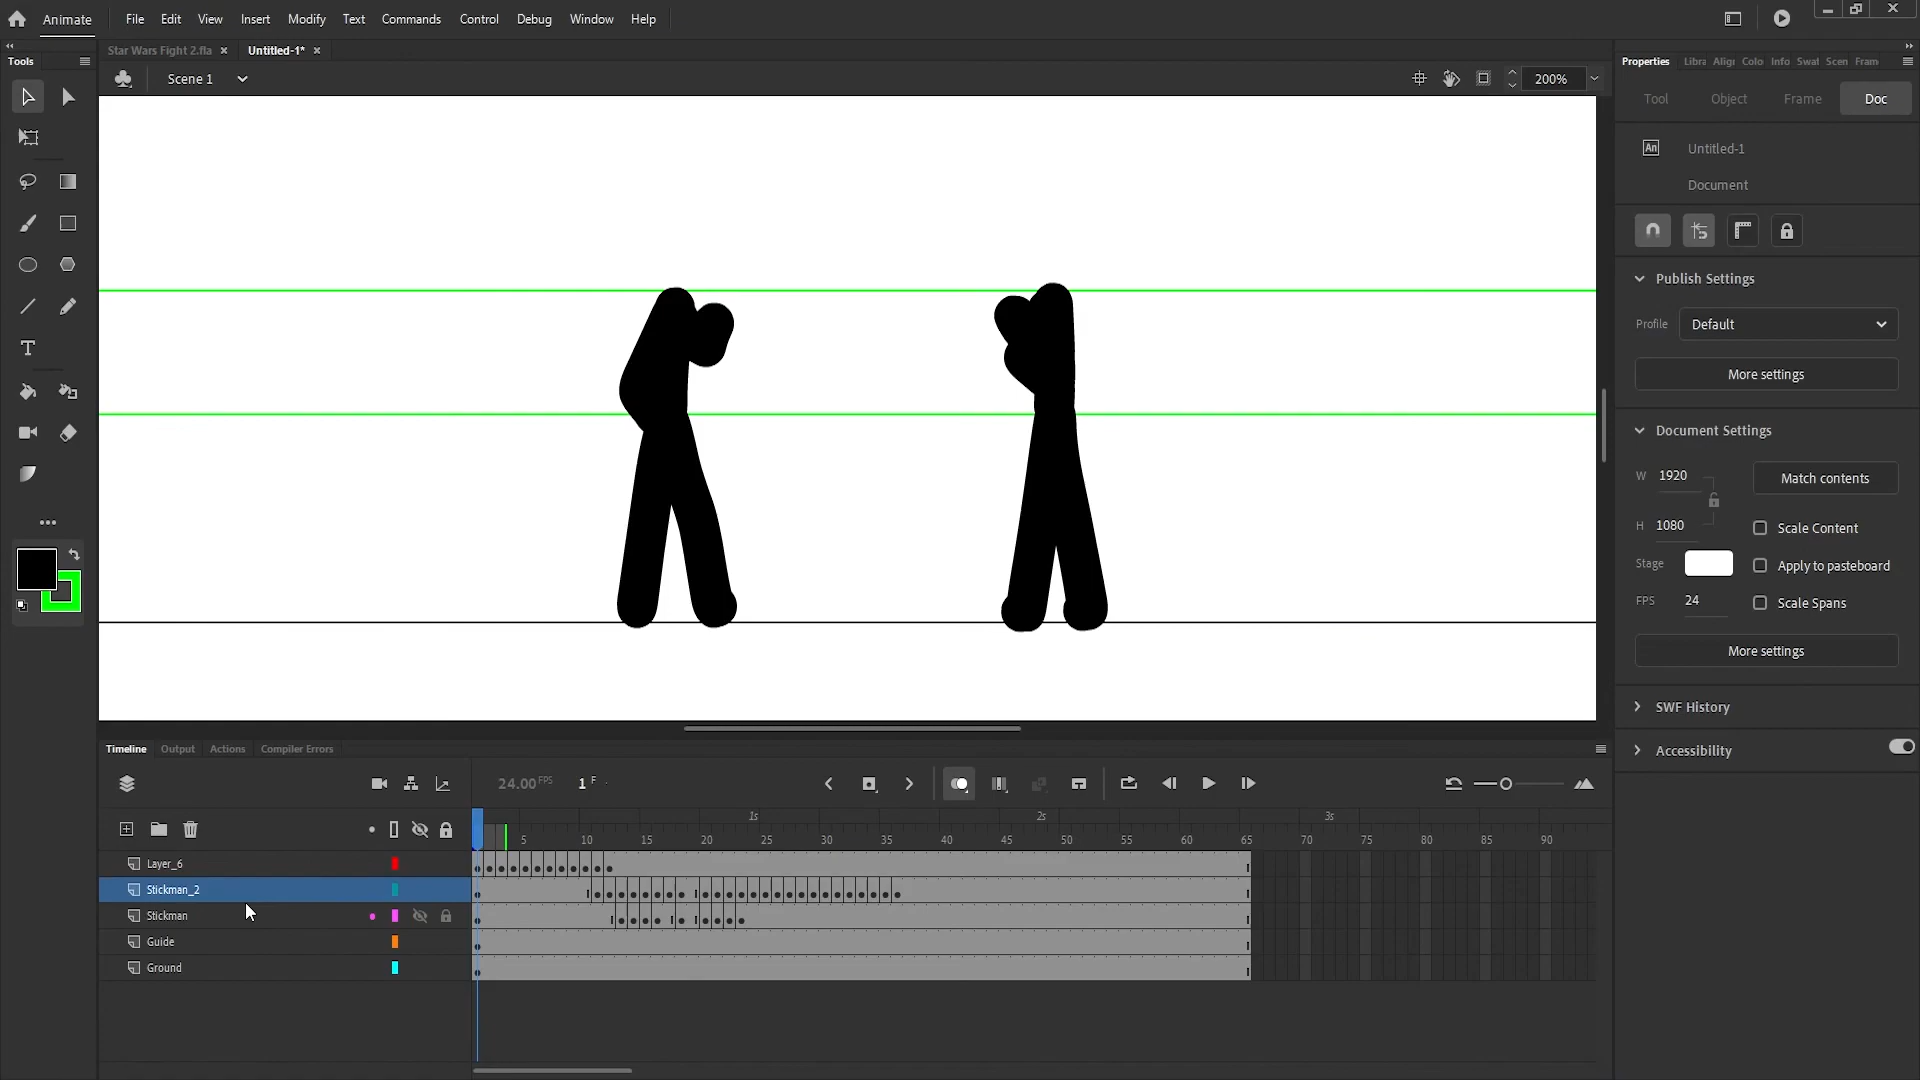 Animate File Edit View Insert Modify Text Commands Control Debug Window Help
Star Wars Fight 2.fla Untitled-1*
Tools
Properties Libra Aligi Colo Info Swat Scen Fram
Scene 1 200%
Tool Object Frame Doc
An Untitled-1
Document
Publish Settings
Profile Default
More settings
Document Settings
W 1920 Match contents
H 1080 Scale Content
Stage Apply to pasteboard
FPS 24 Scale Spans
More settings
SWF History
Accessibility
Timeline Output Actions Compiler Errors
24.00 FPS 1 F
1s 2s 3s
5 10 15 20 25 30 35 40 45 50 55 60 65 70 75 80 85 90
Layer_6
Stickman_2
Stickman
Guide
Ground